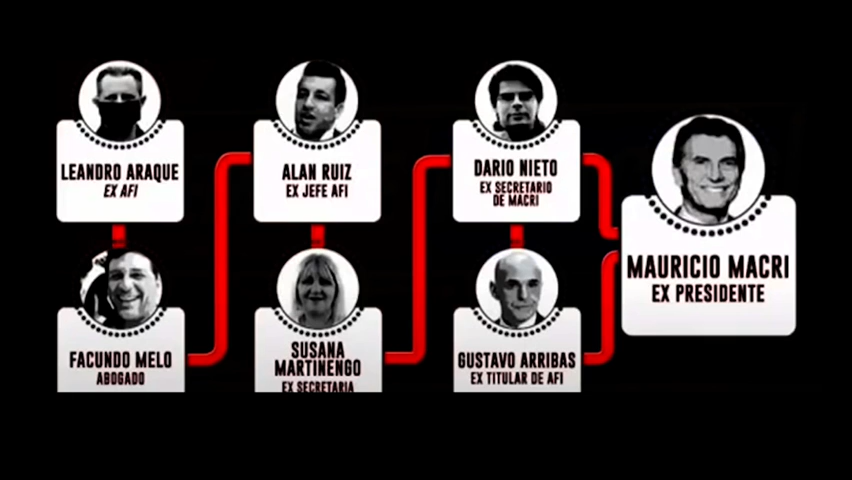 LEANDRO ARAQUE
EX AFI
ALAN RUIZ
EX JEFE AFI
DARIO NIETO
EX SECRETARIO
DE MACRI
MAURICIO MACRI
EX PRESIDENTE
FACUNDO MELO
ABOGADO
SUSANA
MARTINENGO
EX SECRETARIA
GUSTAVO ARRIBAS
EX TITULAR DE AFI